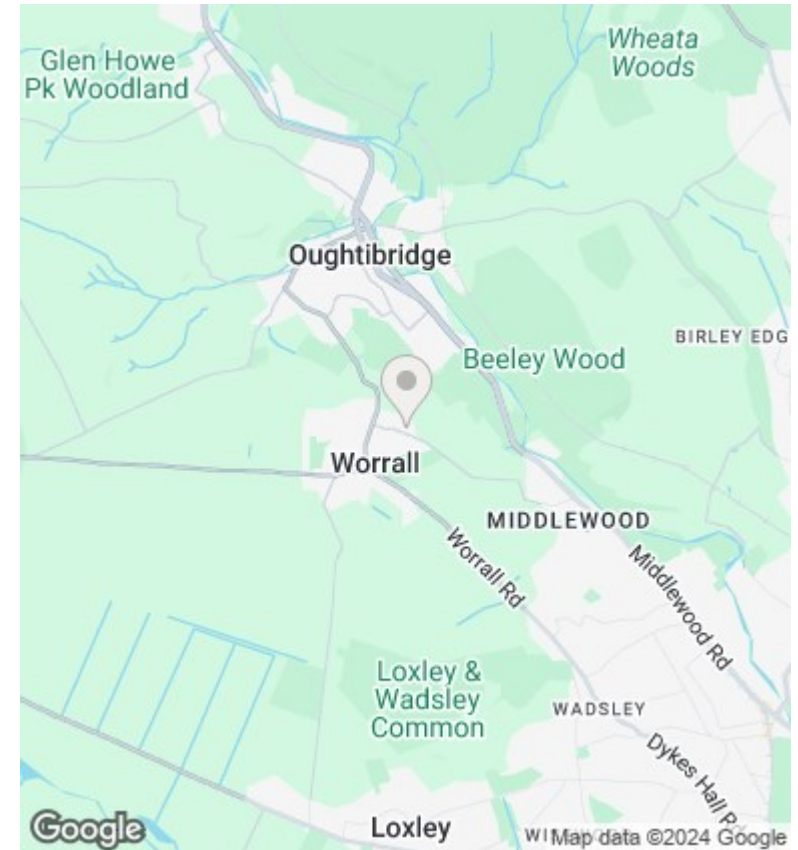 Glen Howe
Pk Woodland
Wheata
Woods
Oughtibridge
BIRLEY EDG
Beeley Wood
Worrall
MIDDLEWOOD
Worrall Rd
Middlewood Rd
Loxley &
Wadsley
Common
WADSLEY
Dykes Hall R
Loxley
Google
Map data ©2024 Google